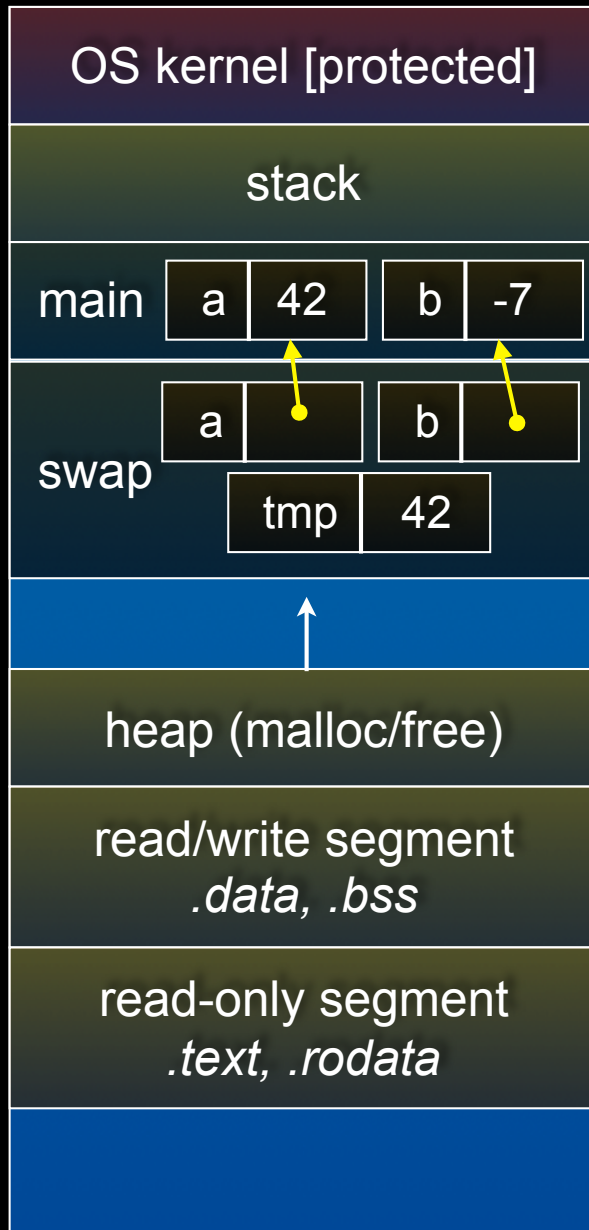 OS kernel [protected]
stack
main a 42 b -7
a b
swap
tmp 42
heap (malloc/free)
read/write segment
.data, .bss
read-only segment
.text, .rodata